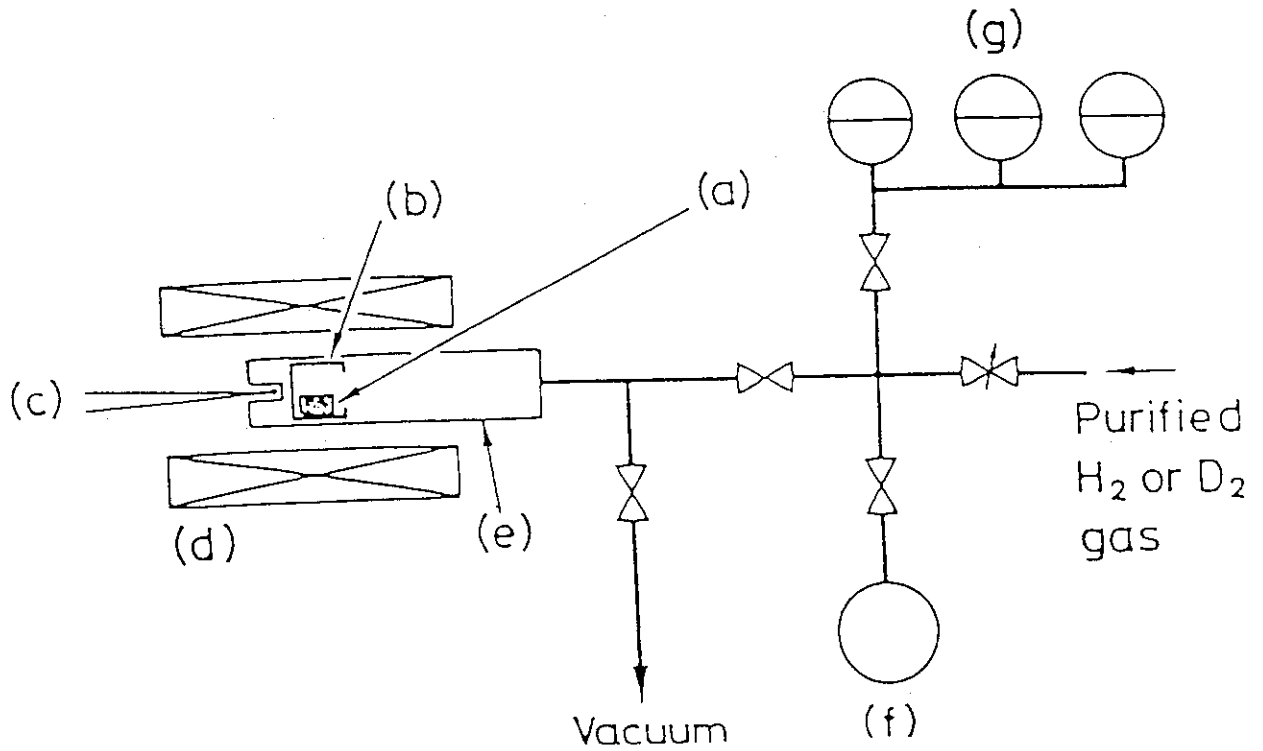 (g)
(b)
(a)
(c)
Purified
H₂ or D₂
gas
(d)
(e)
(f)
Vacuum